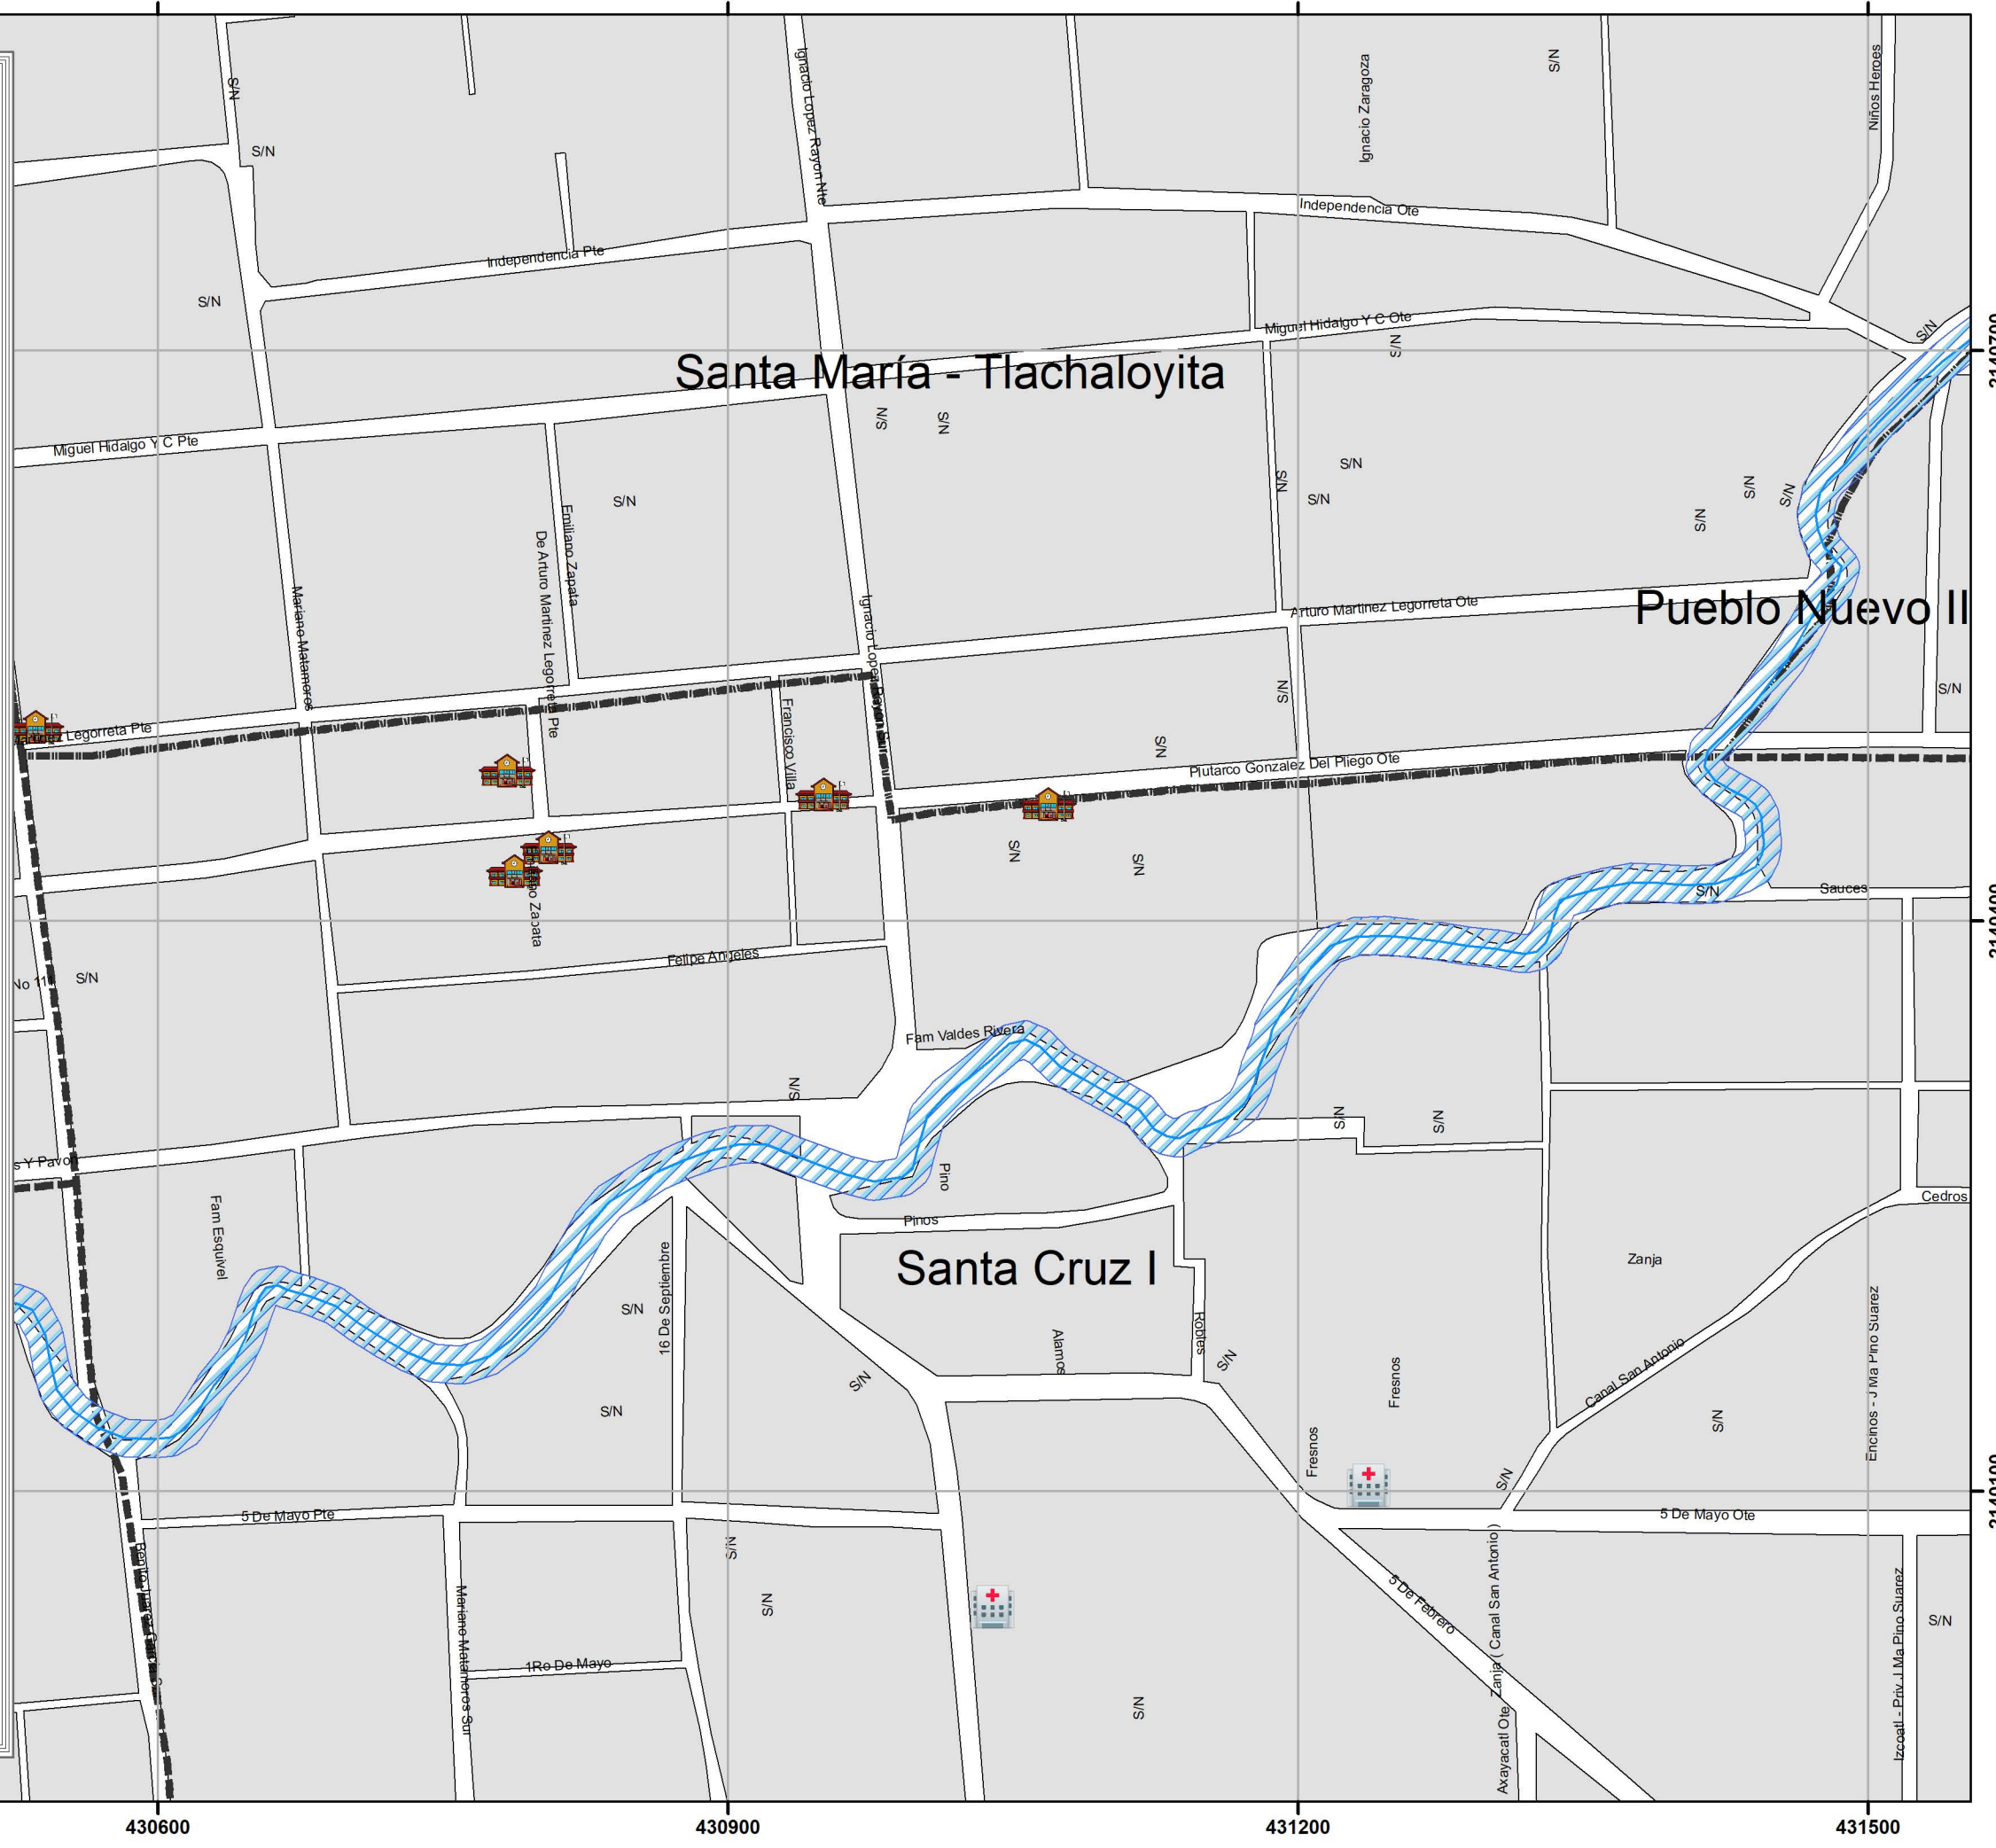 S/N
Ignacio Lopez Rayon Nte
Ignacio Zaragoza
S/N
Niños Heroes
S/N
Independencia Ote
Independencia Pte
S/N
Miguel Hidalgo Y C Ote
S/N
S/N
Santa María - Tlachaloyita
S/N
S/N
Miguel Hidalgo Y C Pte
S/N
S/N
S/N
S/N
S/N
S/N
S/N
Emiliano Zapata
De Arturo Martinez Legorreta Pte
Mariano Matamoros
Arturo Martinez Legorreta Ote
Pueblo Nuevo II
S/N
S/N
Legorreta Pte
Francisco Villa
S/N
Plutarco Gonzalez Del Pliego Ote
S/N
S/N
S/N
Sauces
Zapata
Felipe Angeles
S/N
Fam Valdes Rivera
S/N
S/N
S/N
s Y Pavon
Pino
Cedros
Fam Esquivel
Pinos
Santa Cruz I
Zanja
16 De Septiembre
S/N
Alamos
Robles
S/N
S/N
Fresnos
Canal San Antonio
Encinos - J Ma Pino Suarez
S/N
S/N
Fresnos
S/N
5 De Mayo Pte
5 De Mayo Ote
S/N
S/N
5 De Febrero
Zanja ( Canal San Antonio )
Mariano Matamoros Sur
1Ro De Mayo
S/N
Axayacatl Ote
Izcoatl - Priv J Ma Pino Suarez
S/N
430600
430900
431200
431500